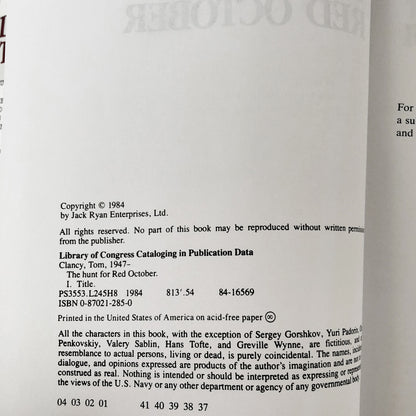 RED OCTOBER
Copyright © 1984
by Jack Ryan Enterprises, Ltd.
All rights reserved. No part of this book may be reproduced without written
from the publisher.
Library of Congress Cataloging in Publication Data
Clancy, Tom, 1947–
The hunt for Red October.
I. Title.
PS3553.L245H8 1984 813'.54 84-16569
ISBN 0-87021-285-0
Printed in the United States of America on acid-free paper ∞
All the characters in this book, with the exception of Sergey Gorshkov, Yuri Padorin,
Penkovskiy, Valery Sablin, Hans Tofte, and Greville Wynne, are fictitious, and
resemblance to actual persons, living or dead, is purely coincidental. The names,
dialogue, and opinions expressed are products of the author's imagination and are not
construed as real. Nothing is intended or should be interpreted as expressing or
the views of the U.S. Navy or any other department or agency of any governmental body.
04 03 02 01 41 40 39 38 37
For
a su
and